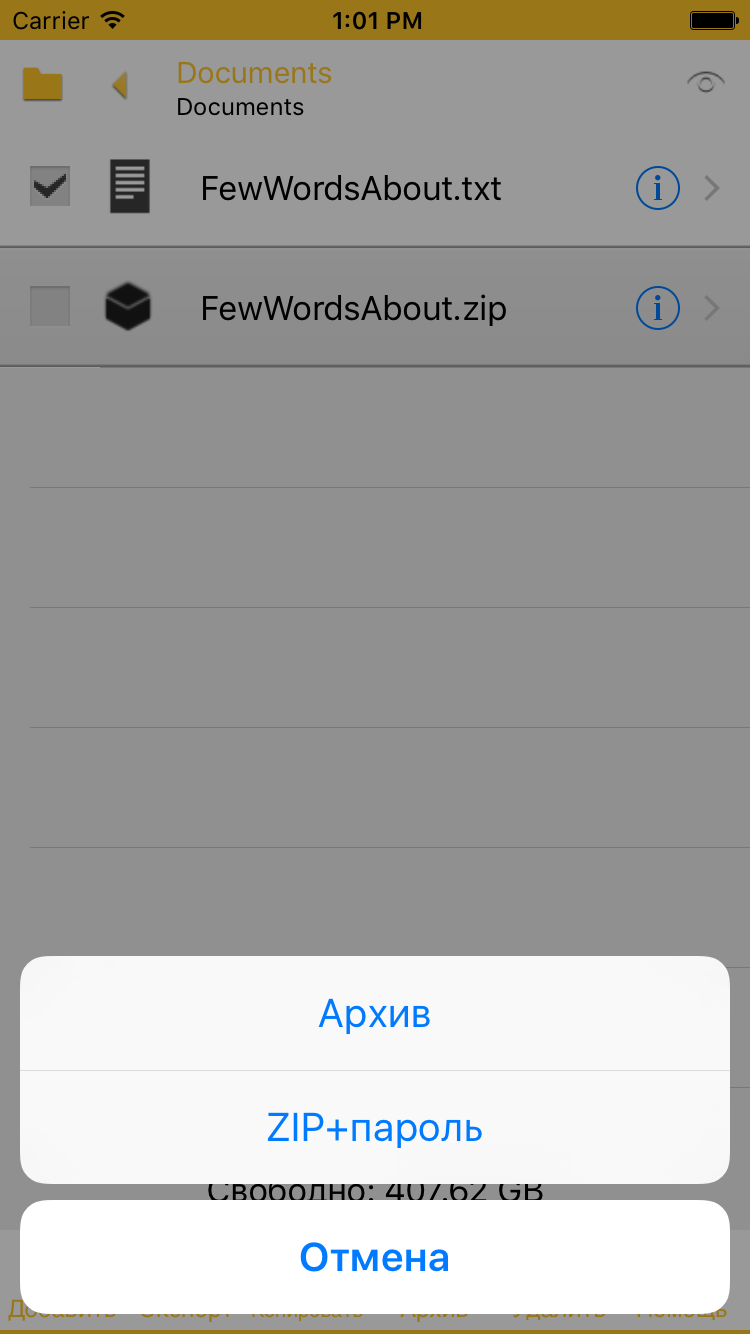 Carrier 1:01 PM
Documents
Documents
FewWordsAbout.txt
FewWordsAbout.zip
Архив
ZIP+пароль
Свободно: 407.62 GB
Отмена
Добавить Экспорт Копировать Архив Удалить Помощь